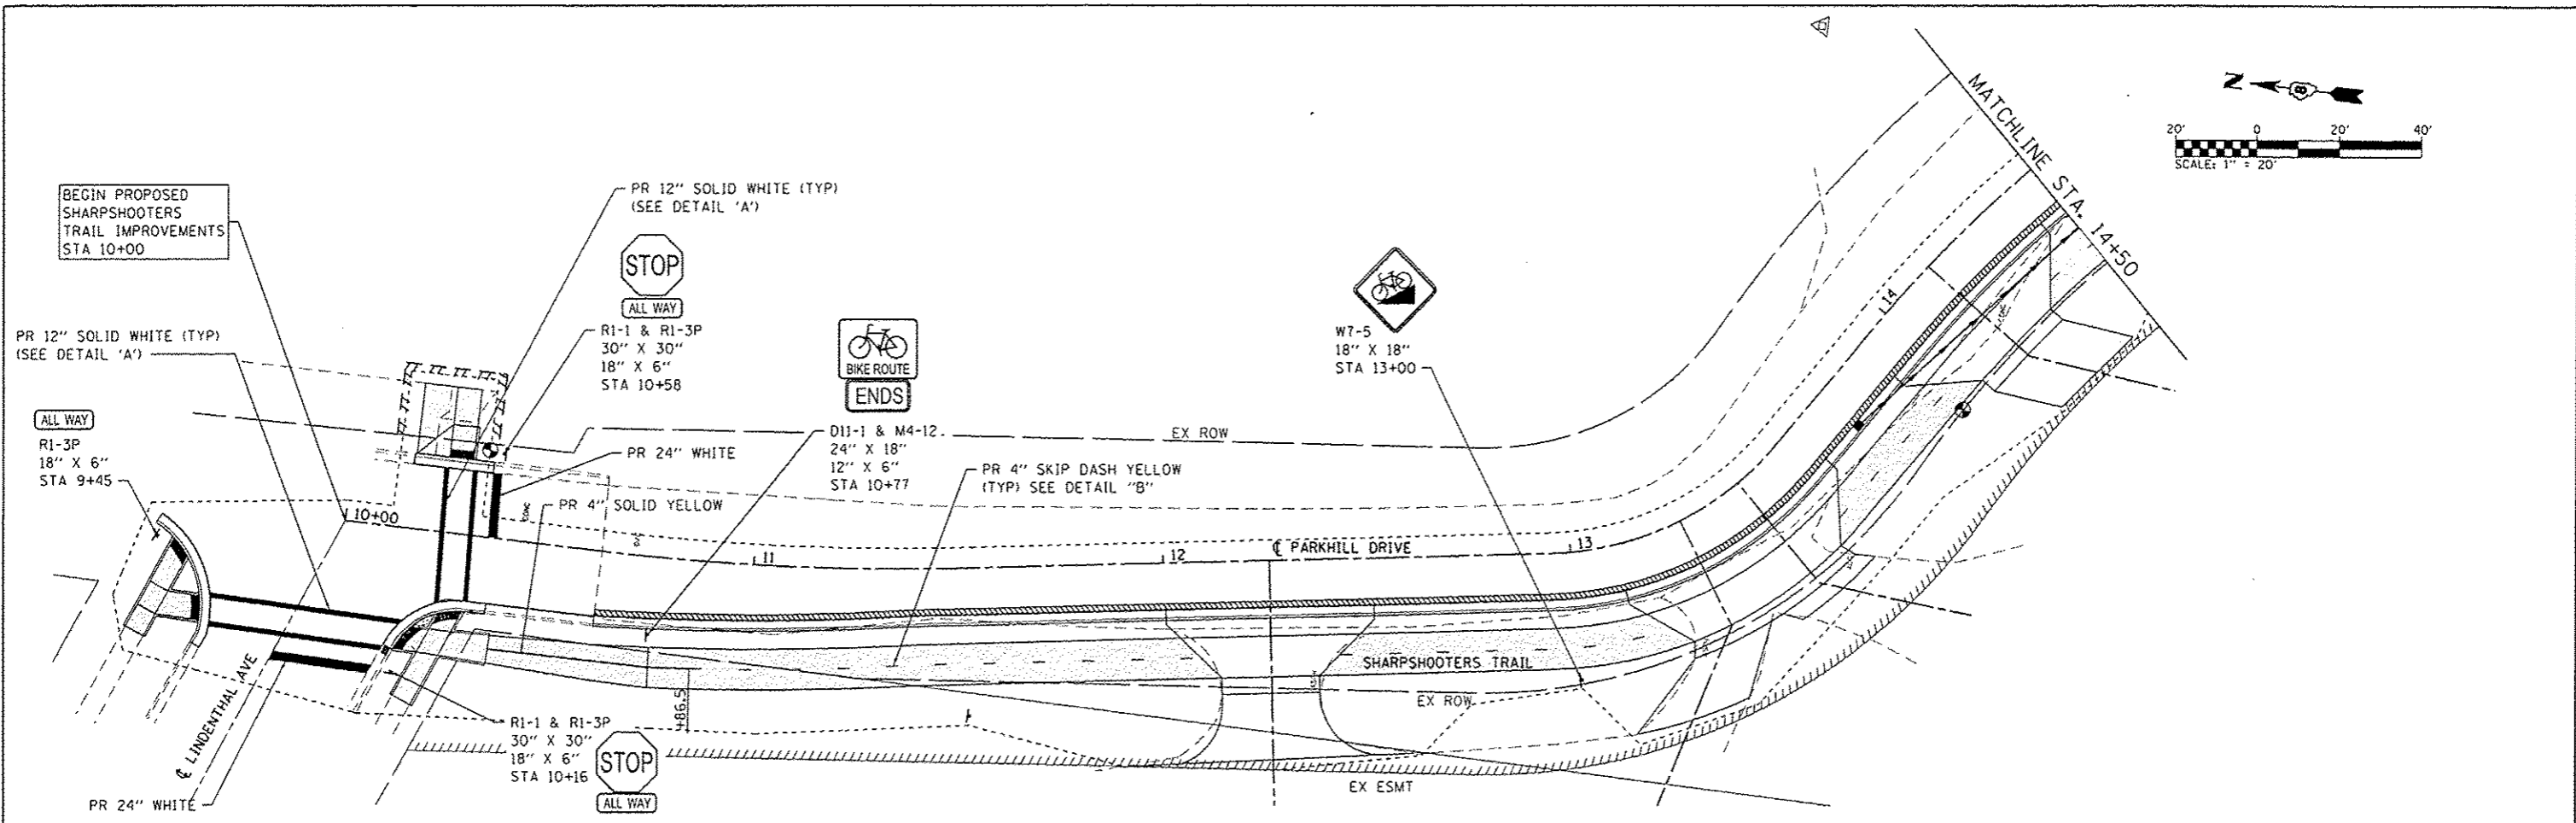 MATCHLINE STA. 14+50
N
20' 0 20' 40'
SCALE: 1" = 20'
BEGIN PROPOSED
SHARPSHOOTERS
TRAIL IMPROVEMENTS
STA 10+00
PR 12" SOLID WHITE (TYP)
(SEE DETAIL 'A')
STOP
ALL WAY
R1-1 & R1-3P
30" X 30"
18" X 6"
STA 10+58
BIKE ROUTE
ENDS
D11-1 & M4-12
24" X 18"
12" X 6"
STA 10+77
W7-5
18" X 18"
STA 13+00
PR 12" SOLID WHITE (TYP)
(SEE DETAIL 'A')
ALL WAY
R1-3P
18" X 6"
STA 9+45
PR 24" WHITE
PR 4" SOLID YELLOW
PR 4" SKIP DASH YELLOW
(TYP) SEE DETAIL "B"
EX ROW
10+00
11
12
℄ PARKHILL DRIVE
13
14
SHARPSHOOTERS TRAIL
EX ROW
+86.5
℄ LINDENTHAL AVE
R1-1 & R1-3P
30" X 30"
18" X 6"
STA 10+16
STOP
ALL WAY
PR 24" WHITE
EX ESMT